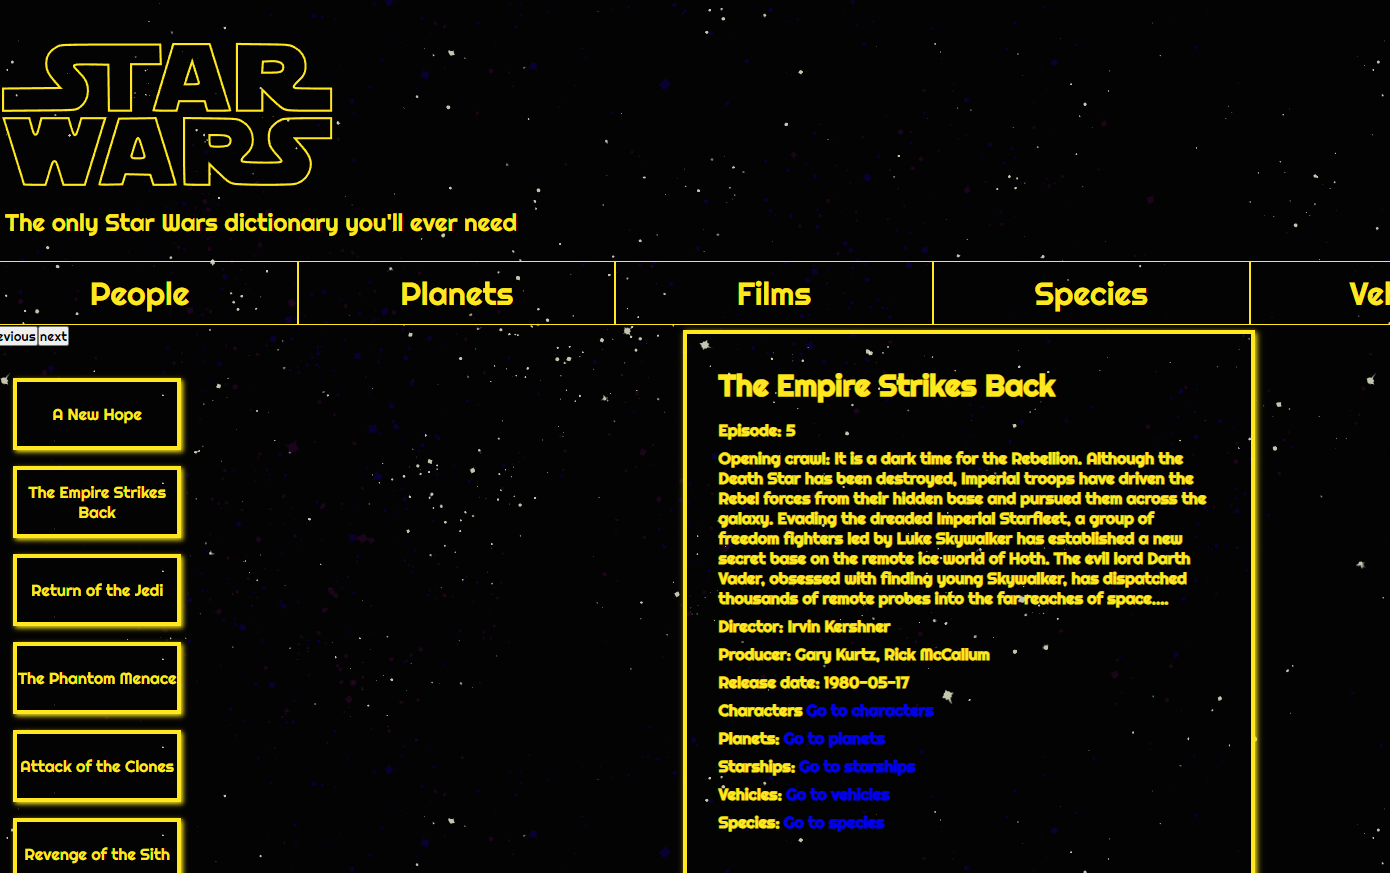 STAR
WARS
The only Star Wars dictionary you'll ever need
People Planets Films Species Vel
evious next
A New Hope
The Empire Strikes
Back
Return of the Jedi
The Phantom Menace
Attack of the Clones
Revenge of the Sith
The Empire Strikes Back
Episode: 5
Opening crawl: It is a dark time for the Rebellion. Although the
Death Star has been destroyed, Imperial troops have driven the
Rebel forces from their hidden base and pursued them across the
galaxy. Evading the dreaded Imperial Starfleet, a group of
freedom fighters led by Luke Skywalker has established a new
secret base on the remote ice world of Hoth. The evil lord Darth
Vader, obsessed with finding young Skywalker, has dispatched
thousands of remote probes into the far reaches of space....
Director: Irvin Kershner
Producer: Gary Kurtz, Rick McCallum
Release date: 1980-05-17
Characters Go to characters
Planets: Go to planets
Starships: Go to starships
Vehicles: Go to vehicles
Species: Go to species